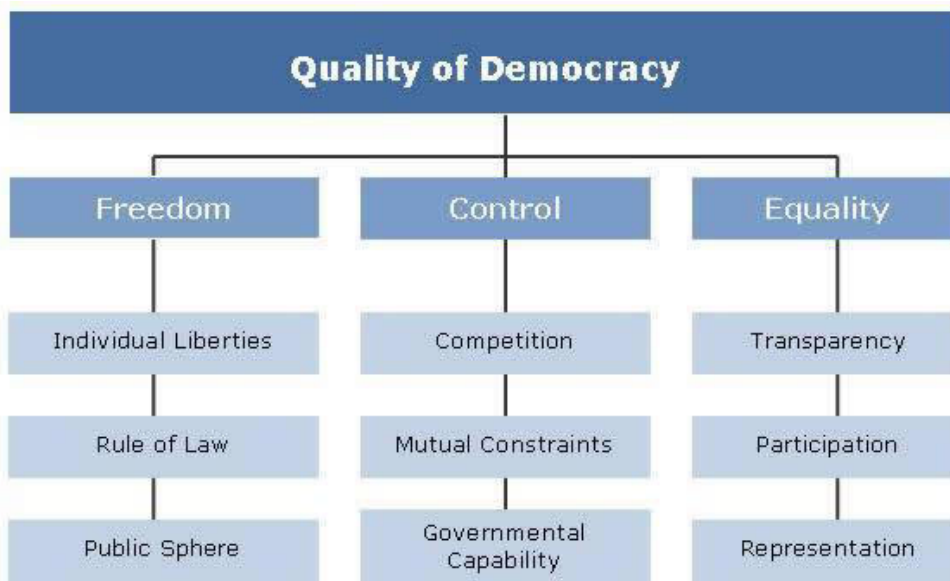 Quality of Democracy
Freedom
Control
Equality
Individual Liberties
Competition
Transparency
Rule of Law
Mutual Constraints
Participation
Public Sphere
Governmental
Capability
Representation